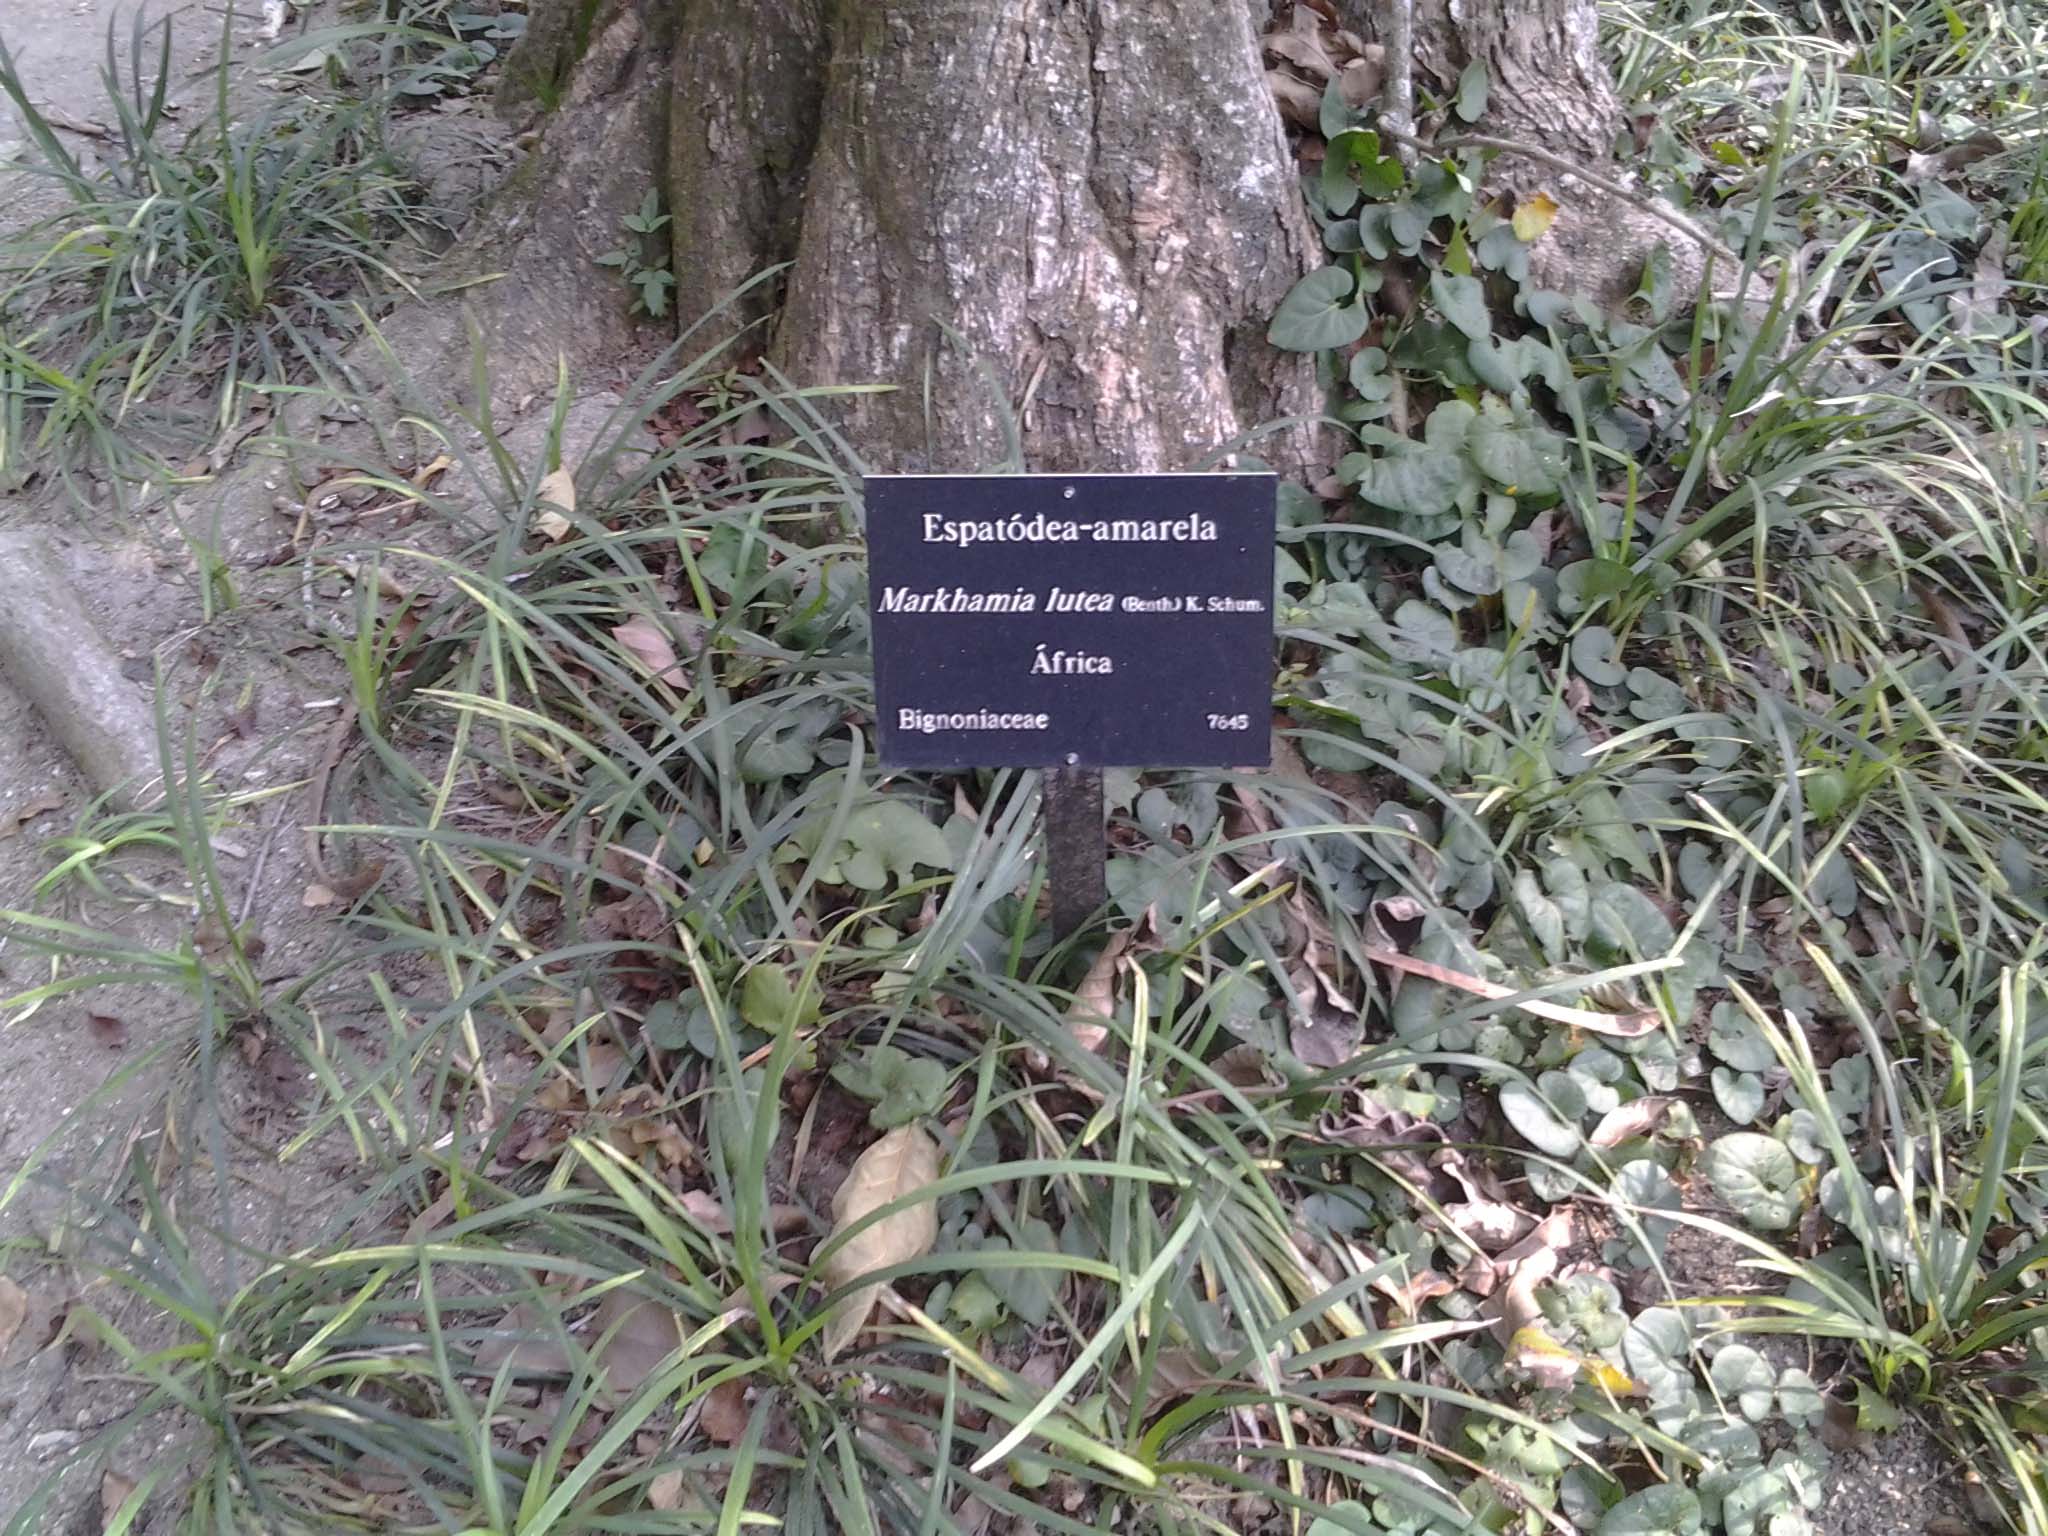 Espatódea-amarela
Markhamia lutea (Benth.) K. Schum.
África
Bignoniaceae 7645